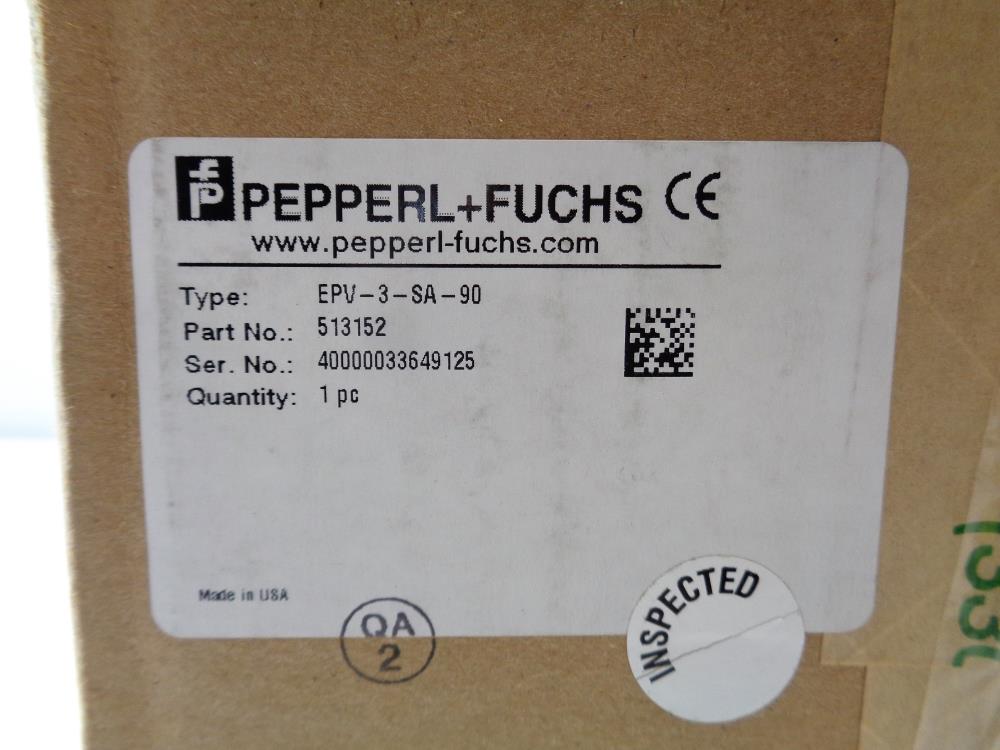 fp PEPPERL+FUCHS CE
www.pepperl-fuchs.com
Type: EPV-3-SA-90
Part No.: 513152
Ser. No.: 40000033649125
Quantity: 1 pc
Made in USA
QA
2
INSPECTED